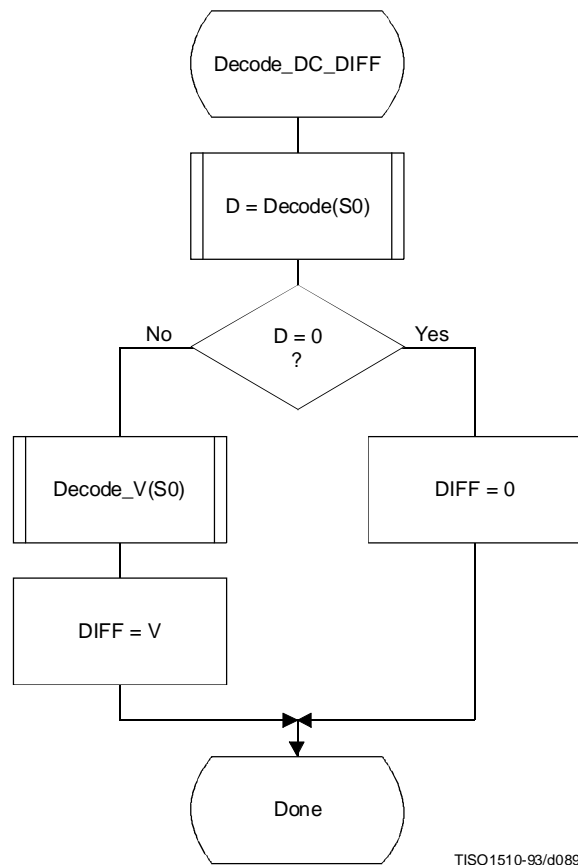 Decode_DC_DIFF
D = Decode(S0)
No
D = 0
?
Yes
Decode_V(S0)
DIFF = 0
DIFF = V
Done
TISO1510-93/d089